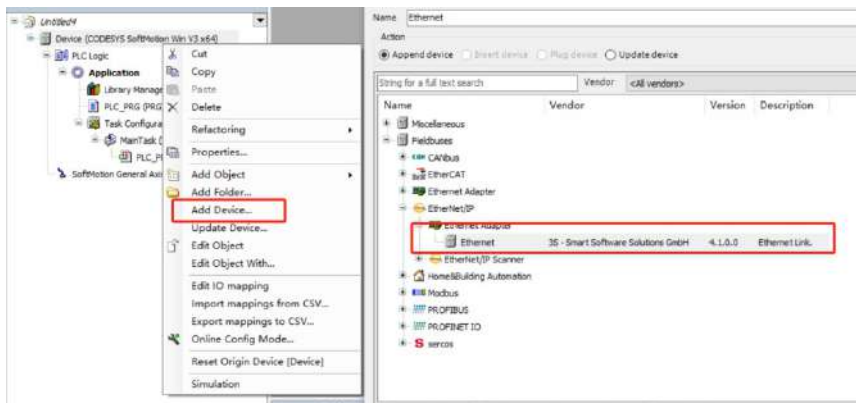 Untitled4
Device (CODESYS SoftMotion Win V3 x64)
PLC Logic
Application
Library Manage
PLC_PRG (PRG
Task Configura
MainTask (
PLC_P
SoftMotion General Axi
Cut
Copy
Paste
Delete
Refactoring
Properties...
Add Object
Add Folder...
Add Device...
Update Device...
Edit Object
Edit Object With...
Edit IO mapping
Import mappings from CSV...
Export mappings to CSV...
Online Config Mode...
Reset Origin Device [Device]
Simulation
Name Ethernet
Action
Append device Insert device Plug device Update device
String for a full text search Vendor <All vendors>
Name Vendor Version Description
Miscellaneous
Fieldbuses
CANbus
EtherCAT
Ethernet Adapter
EtherNet/IP
Ethernet Adapter
Ethernet 3S - Smart Software Solutions GmbH 4.1.0.0 Ethernet Link.
EtherNet/IP Scanner
Home&Building Automation
Modbus
PROFIBUS
PROFINET IO
sercos